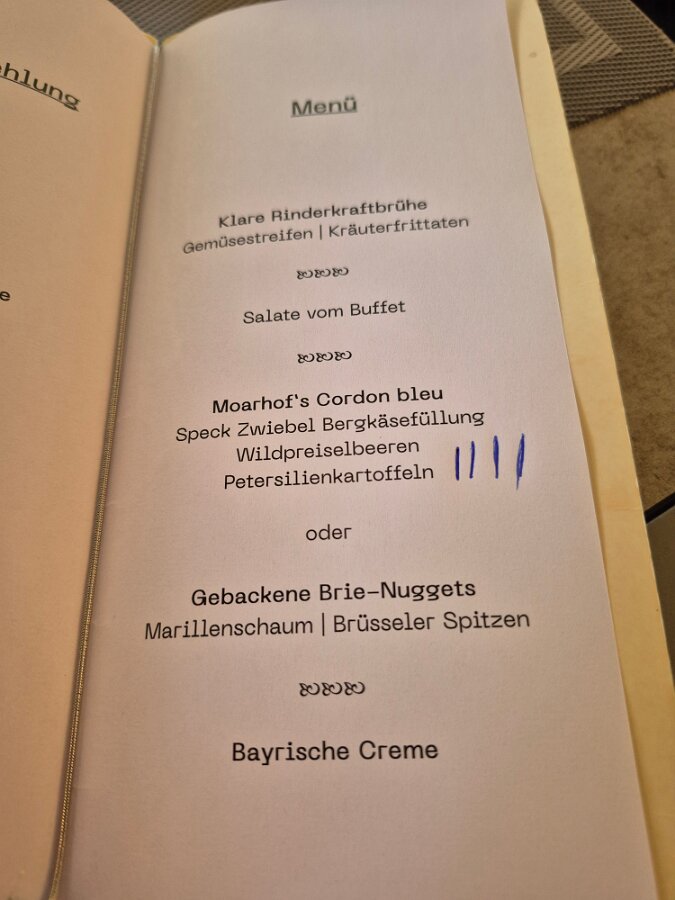 ehlung
e
Menü
Klare Rinderkraftbrühe
Gemüsestreifen | Kräuterfrittaten
Salate vom Buffet
Moarhof's Cordon bleu
Speck Zwiebel Bergkäsefüllung
Wildpreiselbeeren
Petersilienkartoffeln
oder
Gebackene Brie-Nuggets
Marillenschaum | Brüsseler Spitzen
Bayrische Creme